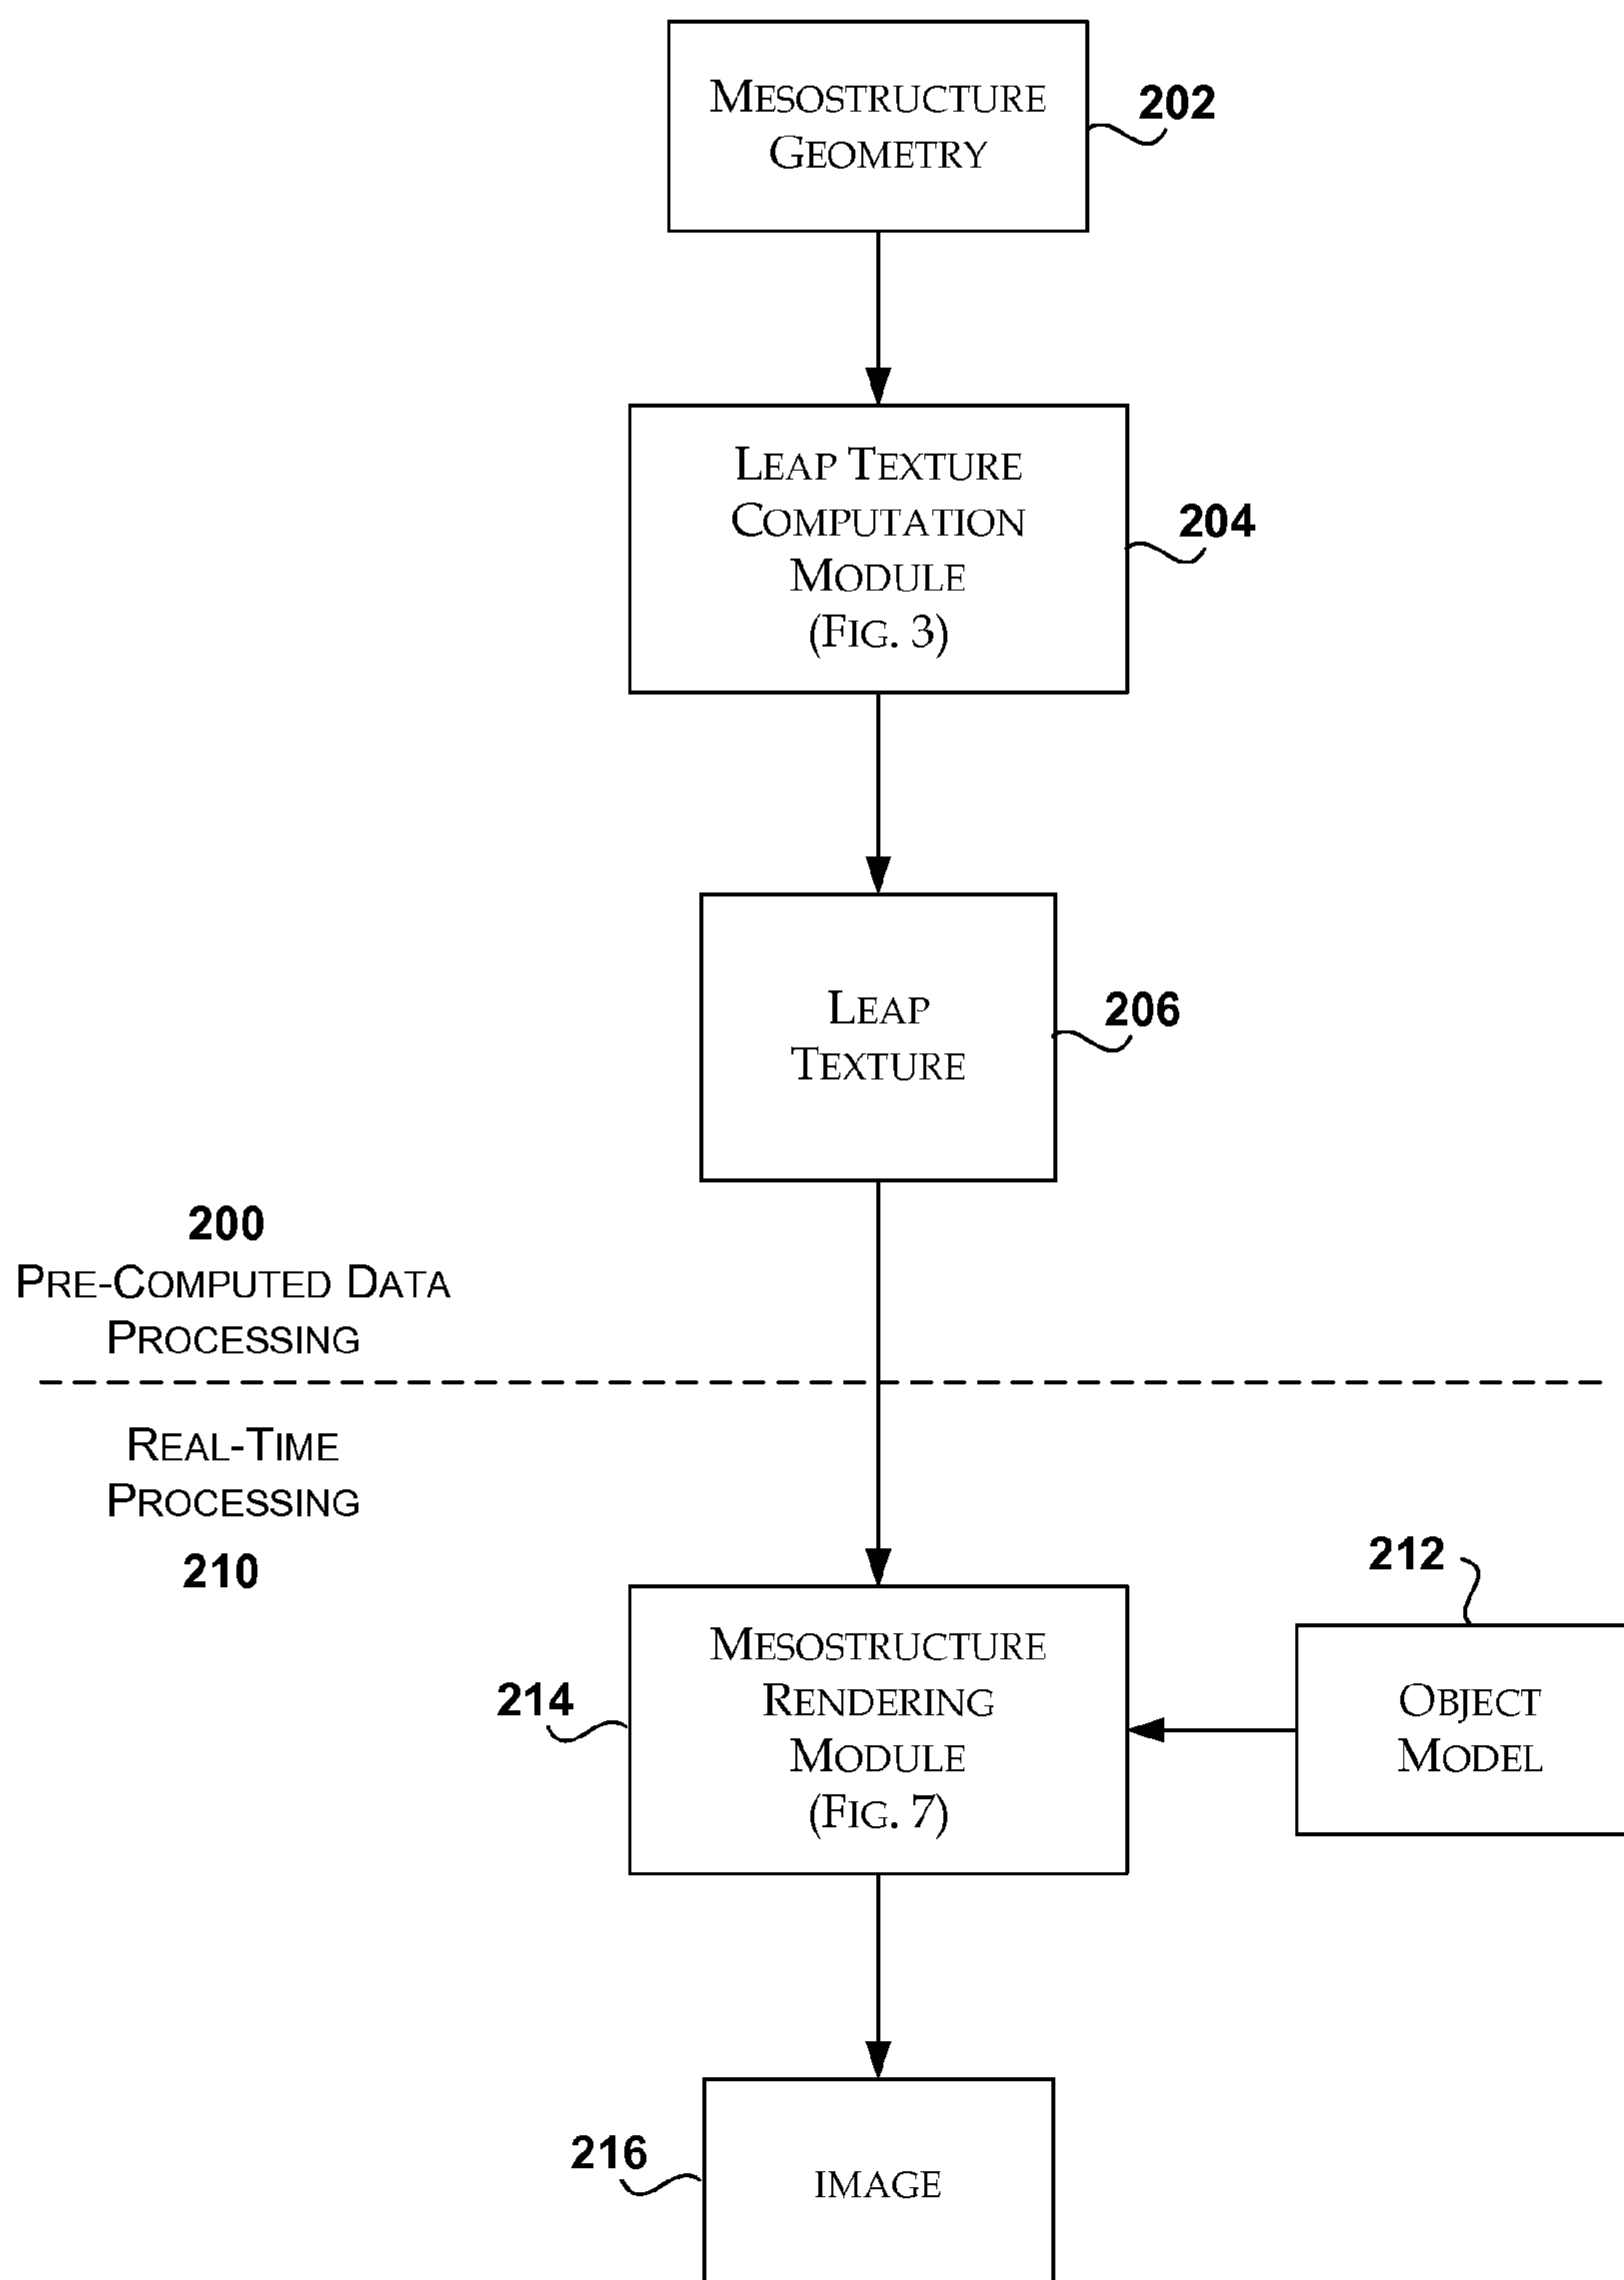 MESOSTRUCTURE
GEOMETRY
202
LEAP TEXTURE
COMPUTATION
MODULE
(FIG. 3)
204
LEAP
TEXTURE
206
200
PRE-COMPUTED DATA
PROCESSING
REAL-TIME
PROCESSING
210
212
MESOSTRUCTURE
RENDERING
MODULE
(FIG. 7)
214
OBJECT
MODEL
216
IMAGE